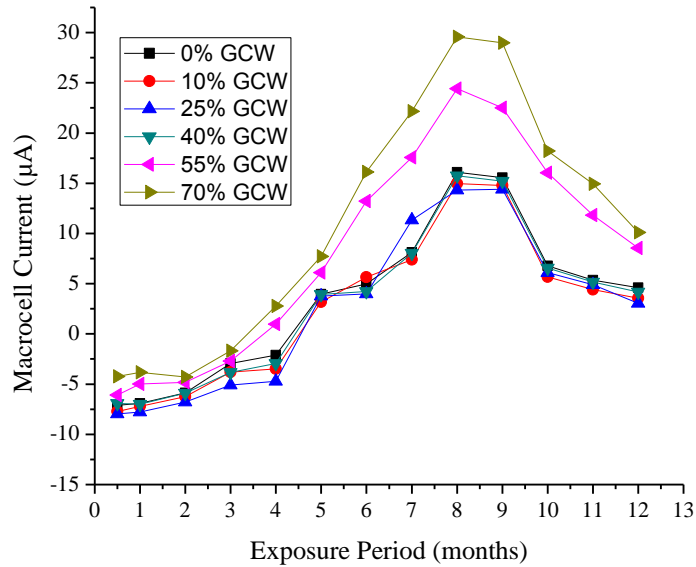 30
25
20
15
10
5
0
-5
-10
-15
Macrocell Current (µA)
0% GCW
10% GCW
25% GCW
40% GCW
55% GCW
70% GCW
0 1 2 3 4 5 6 7 8 9 10 11 12 13
Exposure Period (months)